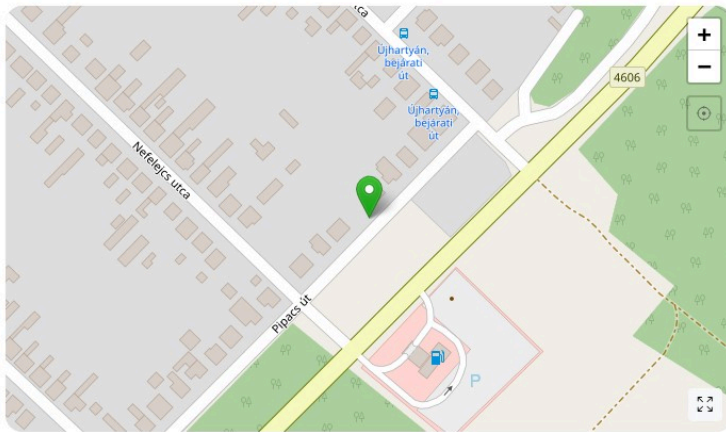 utca
Újhartyán,
bejárati
út
Újhartyán,
bejárati
út
4606
+
−
Nefelejcs utca
Pipacs út
P